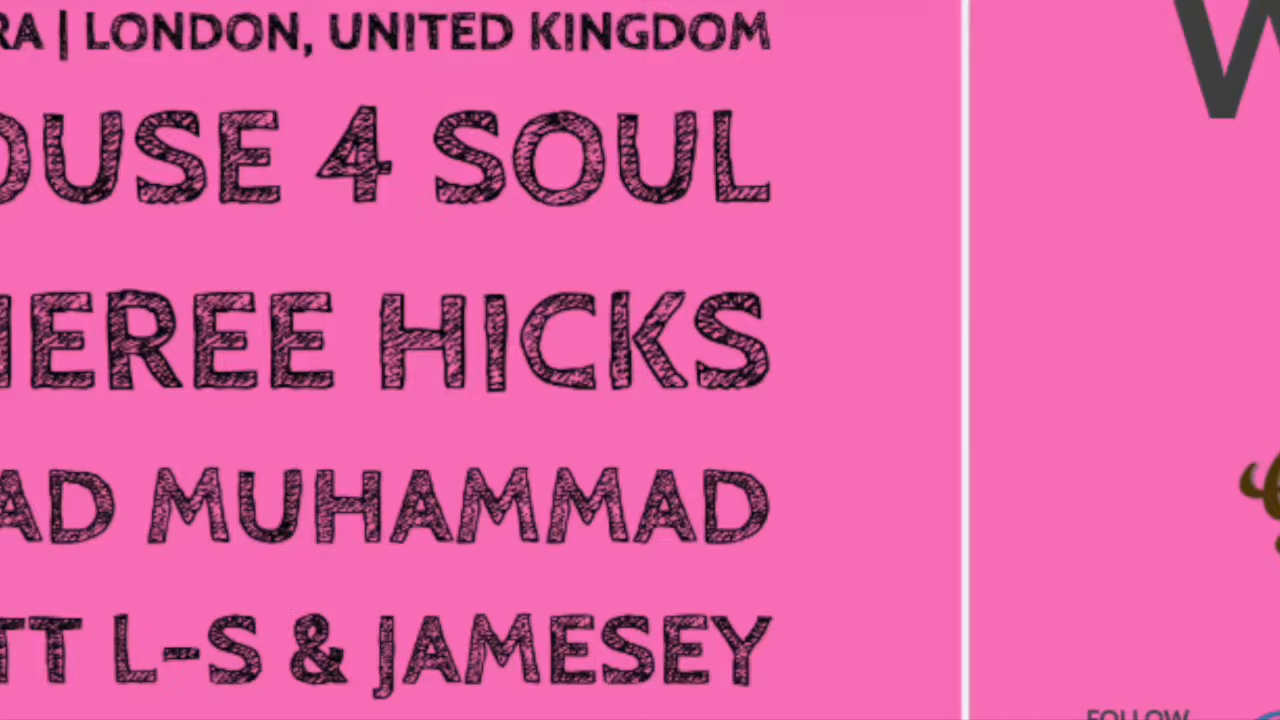 RA | LONDON, UNITED KINGDOM
OUSE 4 SOUL
HEREE HICKS
AD MUHAMMAD
TT L-S & JAMESEY
W
FOLLOW